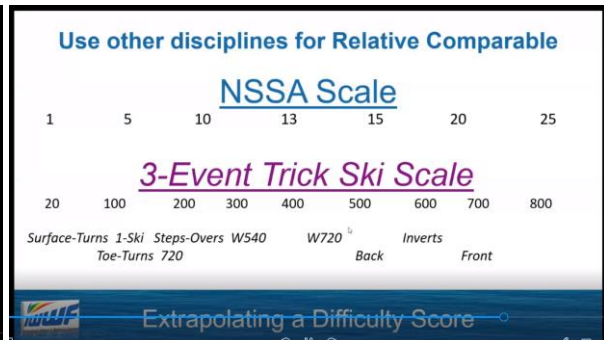 Use other disciplines for Relative Comparable
NSSA Scale
1 5 10 13 15 20 25
3-Event Trick Ski Scale
20 100 200 300 400 500 600 700 800
Surface-Turns 1-Ski Steps-Overs W540 W720 Inverts
Toe-Turns 720 Back Front
IWWF
Extrapolating a Difficulty Score